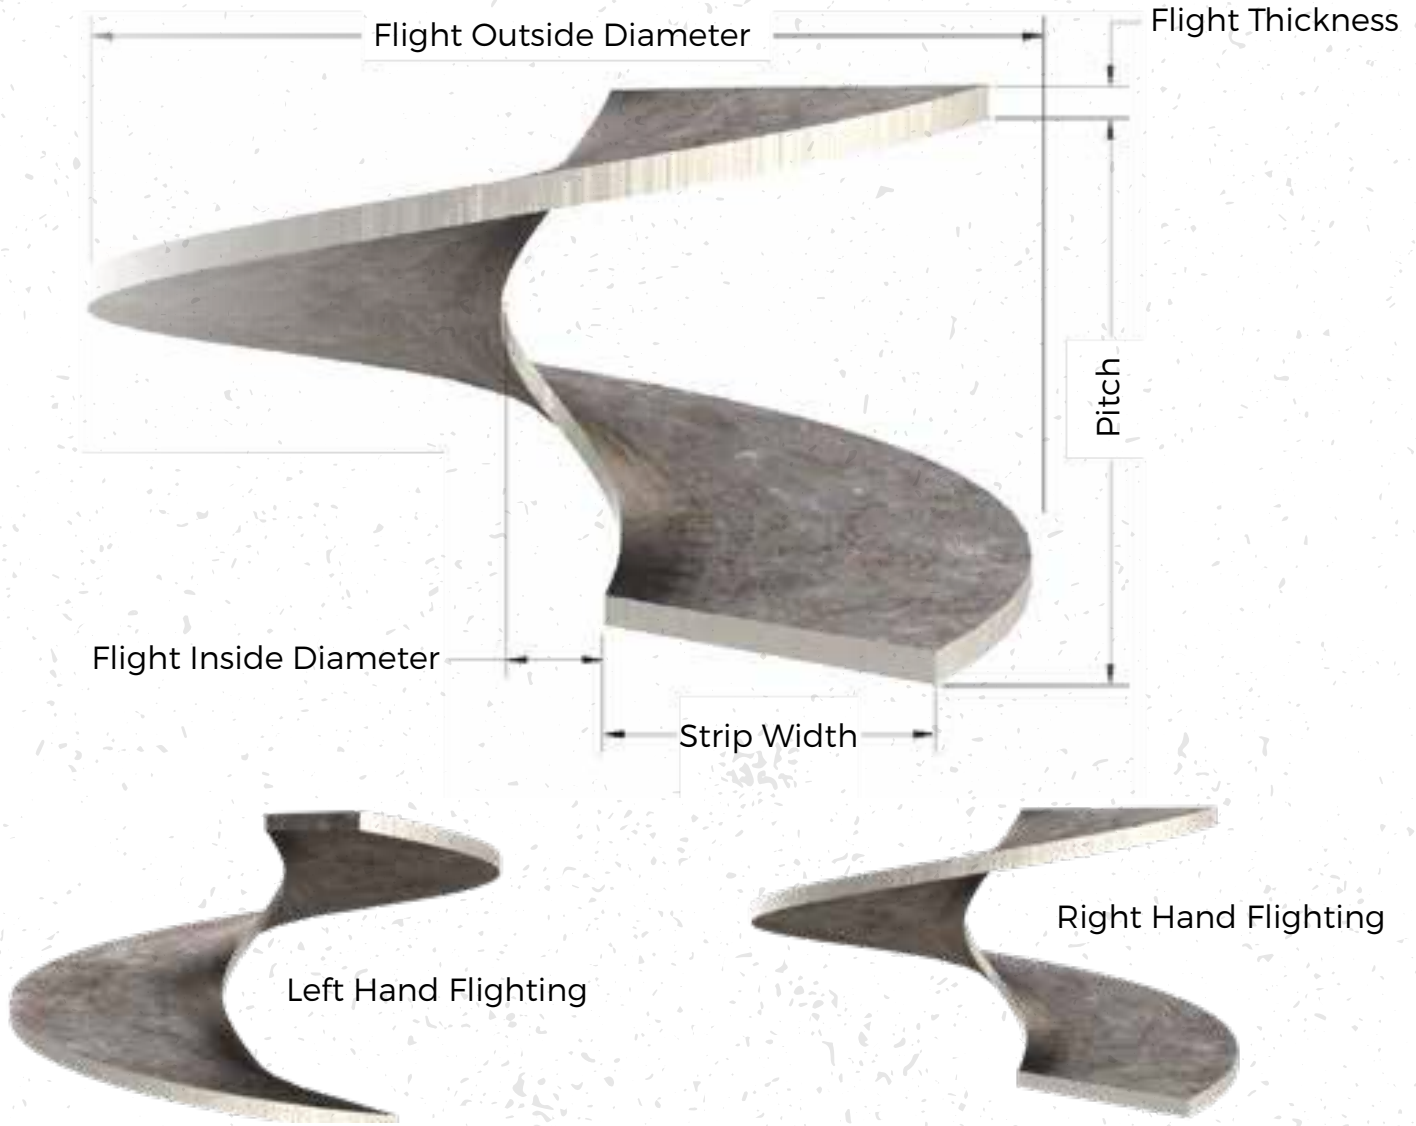 Flight Outside Diameter
Flight Thickness
Pitch
Flight Inside Diameter
Strip Width
Left Hand Flighting
Right Hand Flighting